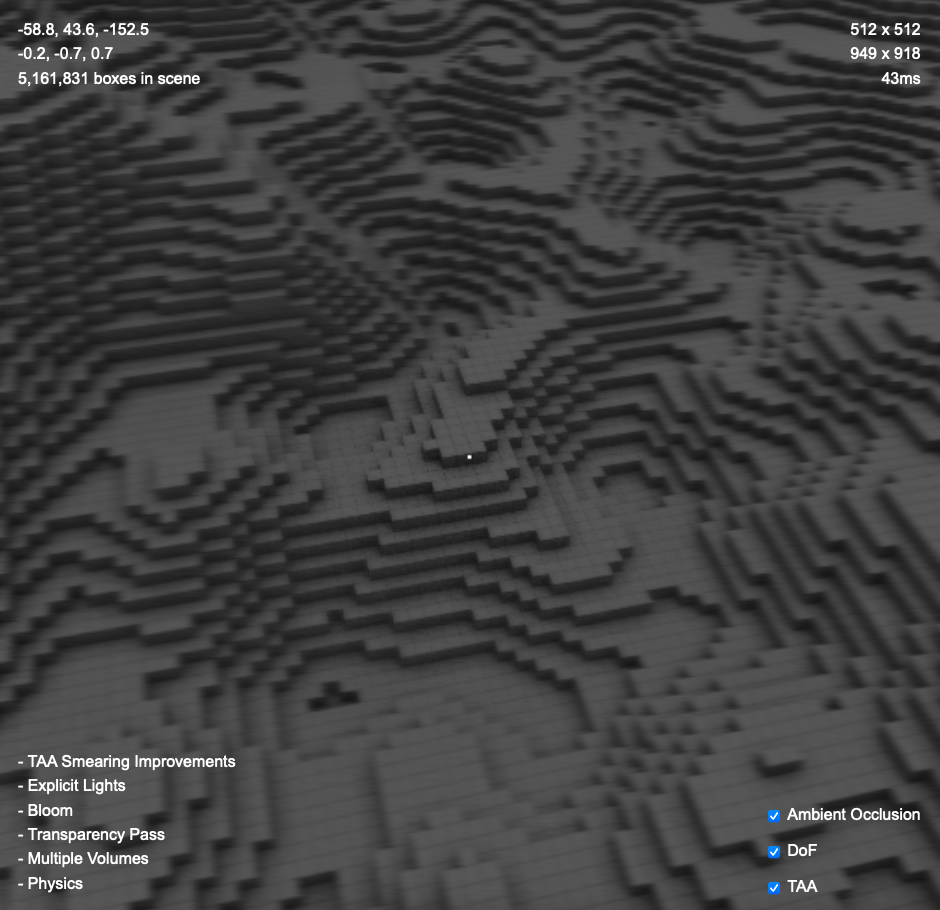 -58.8, 43.6, -152.5
-0.2, -0.7, 0.7
5,161,831 boxes in scene
512 x 512
949 x 918
43ms
- TAA Smearing Improvements
- Explicit Lights
- Bloom
- Transparency Pass
- Multiple Volumes
- Physics
Ambient Occlusion
DoF
TAA